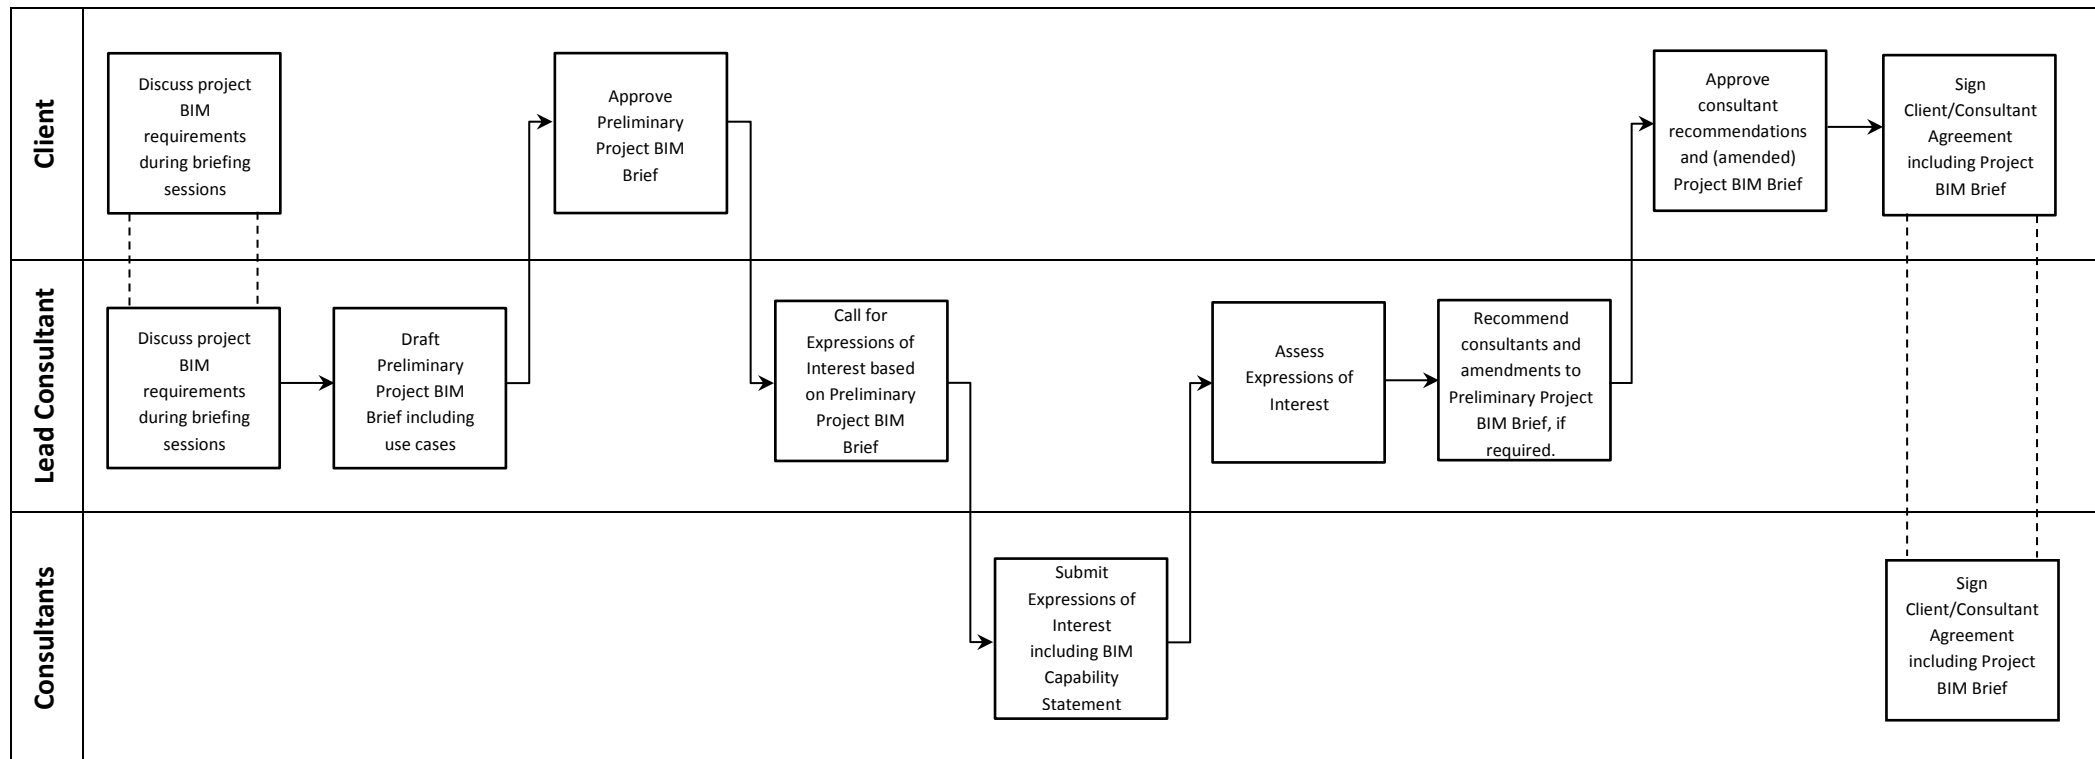 Client
Discuss project
BIM
requirements
during briefing
sessions
Approve
Preliminary
Project BIM
Brief
Approve
consultant
recommendations
and (amended)
Project BIM Brief
Sign
Client/Consultant
Agreement
including Project
BIM Brief
Lead Consultant
Discuss project
BIM
requirements
during briefing
sessions
Draft
Preliminary
Project BIM
Brief including
use cases
Call for
Expressions of
Interest based
on Preliminary
Project BIM
Brief
Assess
Expressions of
Interest
Recommend
consultants and
amendments to
Preliminary Project
BIM Brief, if
required.
Consultants
Submit
Expressions of
Interest
including BIM
Capability
Statement
Sign
Client/Consultant
Agreement
including Project
BIM Brief